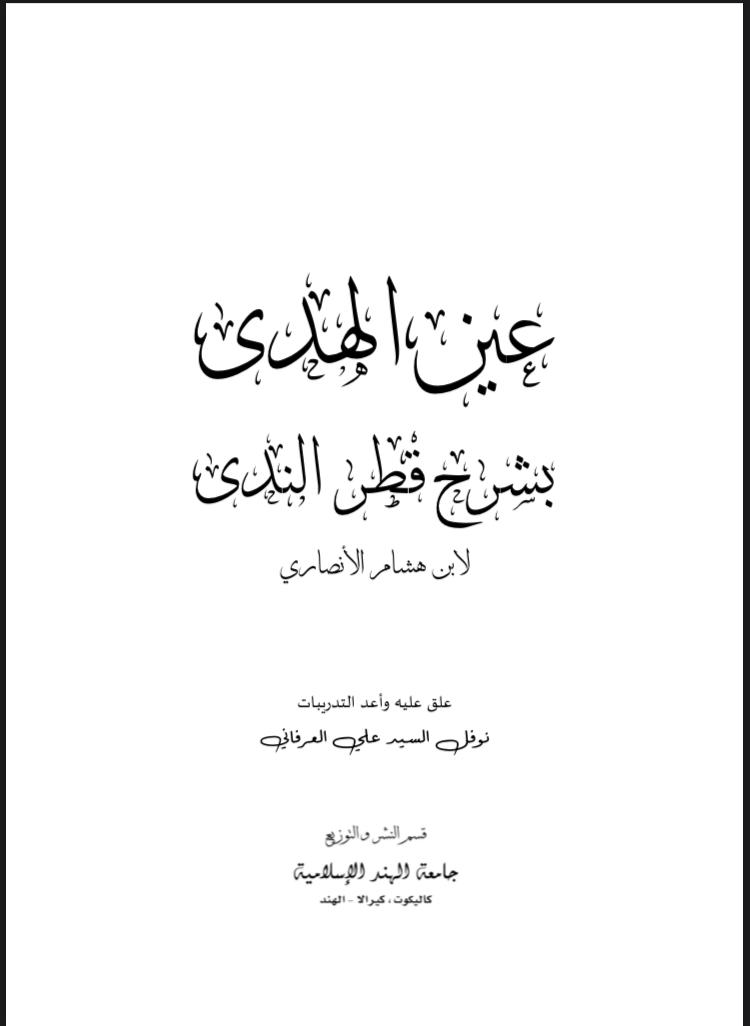 عين الهدى
بشرح قطر الندى
لابن هشام الأنصاري
علق عليه وأعد التدريبات
نوفل السيد علي العرفاني
قسم النشر والتوزيع
جامعة الهند الإسلامية
كاليكوت، كيرالا - الهند